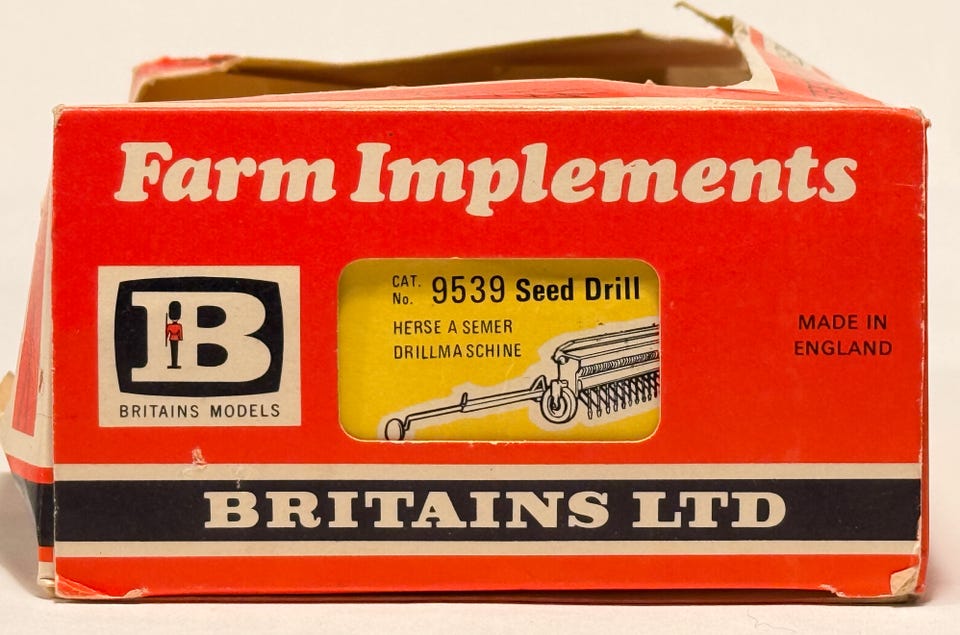 Farm Implements
B
BRITAINS MODELS
CAT. No. 9539 Seed Drill
HERSE A SEMER
DRILLMASCHINE
MADE IN
ENGLAND
BRITAINS LTD